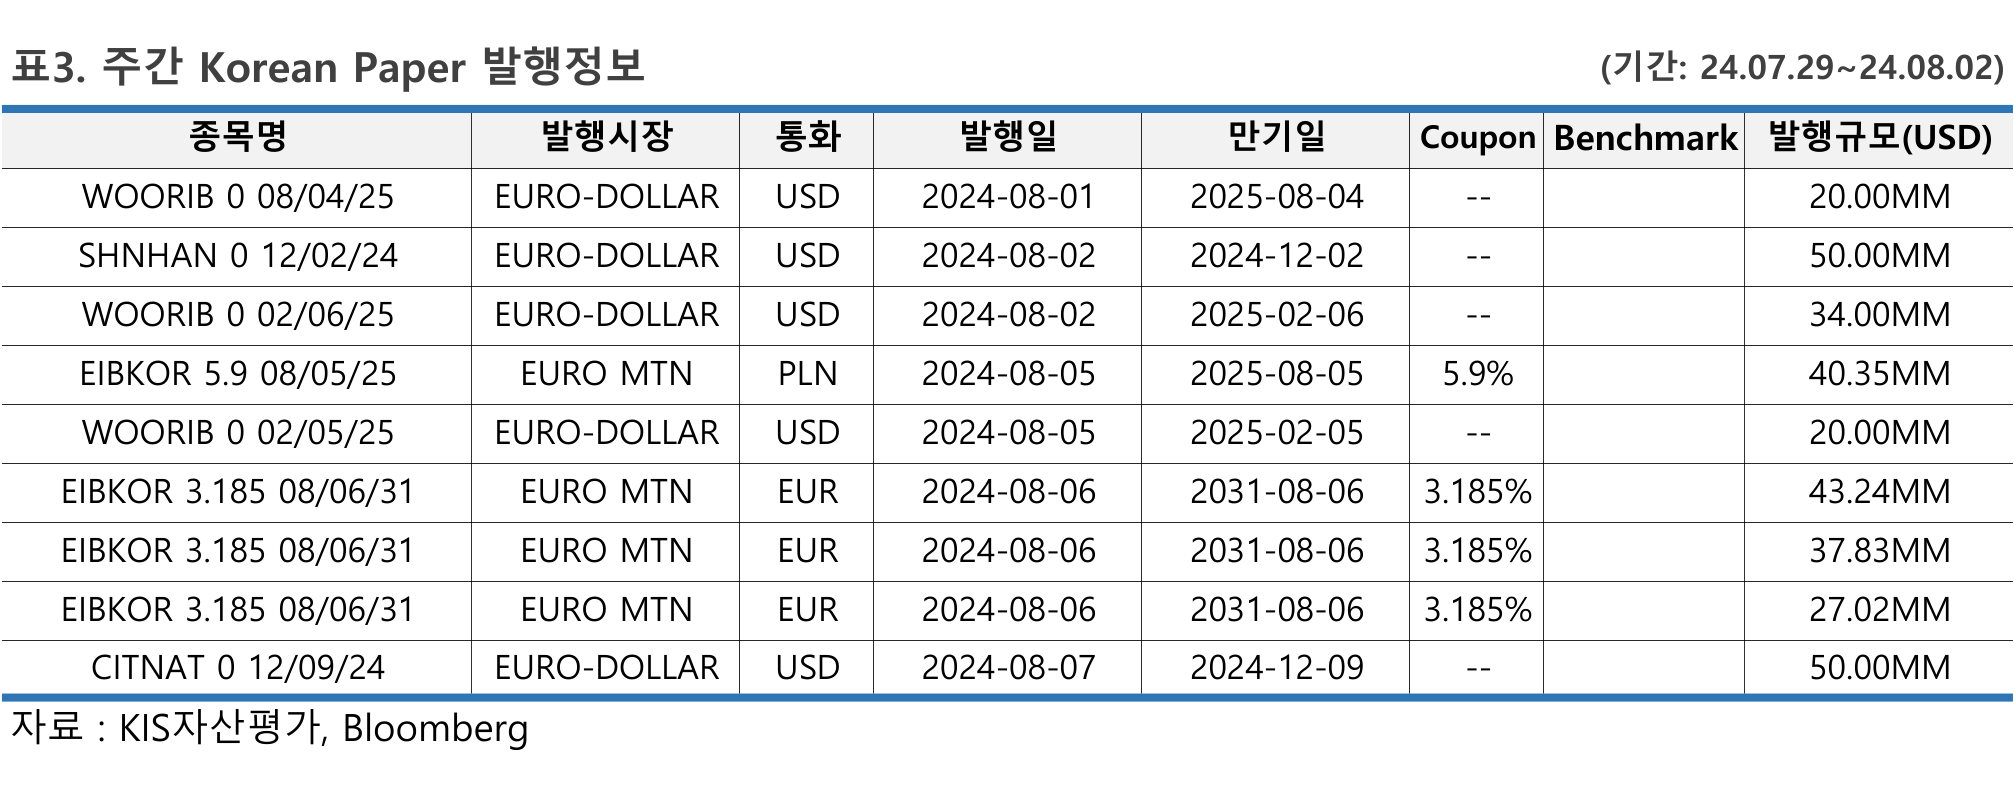 표3. 주간 Korean Paper 발행정보 (기간: 24.07.29~24.08.02)
종목명 발행시장 통화 발행일 만기일 Coupon Benchmark 발행규모(USD)
WOORIB 0 08/04/25 EURO-DOLLAR USD 2024-08-01 2025-08-04 -- 20.00MM
SHNHAN 0 12/02/24 EURO-DOLLAR USD 2024-08-02 2024-12-02 -- 50.00MM
WOORIB 0 02/06/25 EURO-DOLLAR USD 2024-08-02 2025-02-06 -- 34.00MM
EIBKOR 5.9 08/05/25 EURO MTN PLN 2024-08-05 2025-08-05 5.9% 40.35MM
WOORIB 0 02/05/25 EURO-DOLLAR USD 2024-08-05 2025-02-05 -- 20.00MM
EIBKOR 3.185 08/06/31 EURO MTN EUR 2024-08-06 2031-08-06 3.185% 43.24MM
EIBKOR 3.185 08/06/31 EURO MTN EUR 2024-08-06 2031-08-06 3.185% 37.83MM
EIBKOR 3.185 08/06/31 EURO MTN EUR 2024-08-06 2031-08-06 3.185% 27.02MM
CITNAT 0 12/09/24 EURO-DOLLAR USD 2024-08-07 2024-12-09 -- 50.00MM
자료 : KIS자산평가, Bloomberg